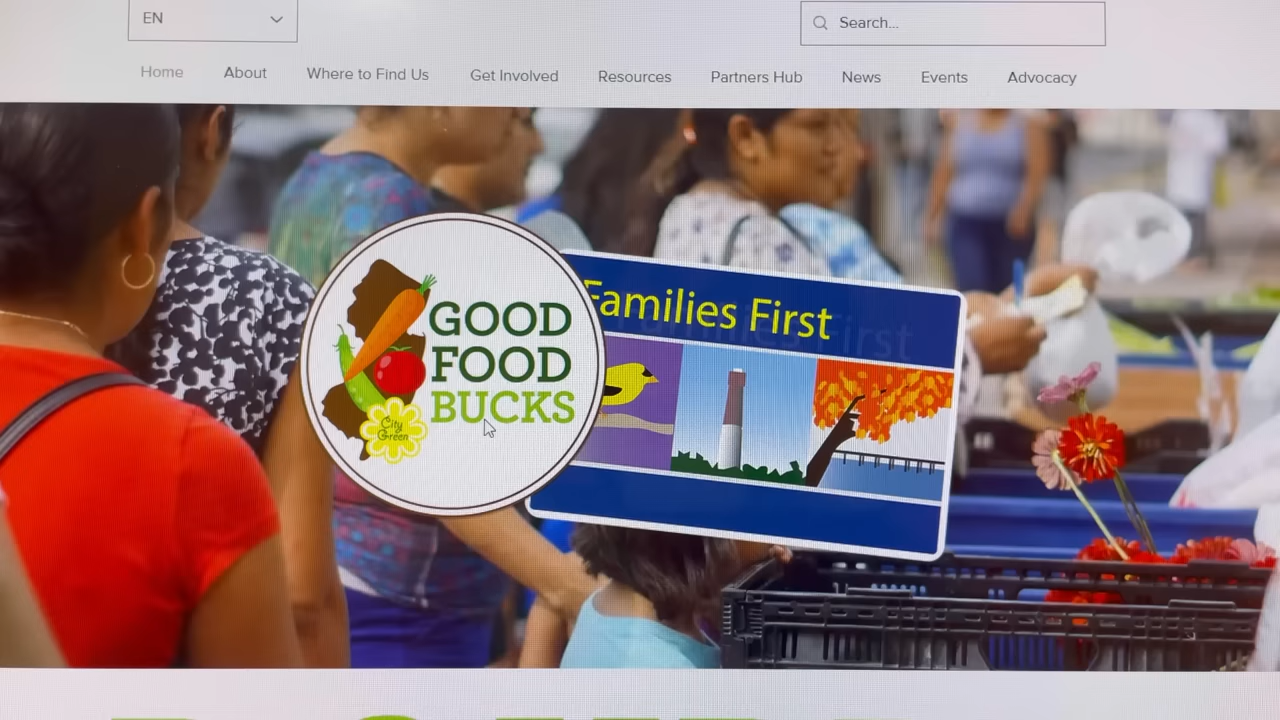 EN
Search...
Home About Where to Find Us Get Involved Resources Partners Hub News Events Advocacy
GOOD
FOOD
BUCKS
City
Green
Families First